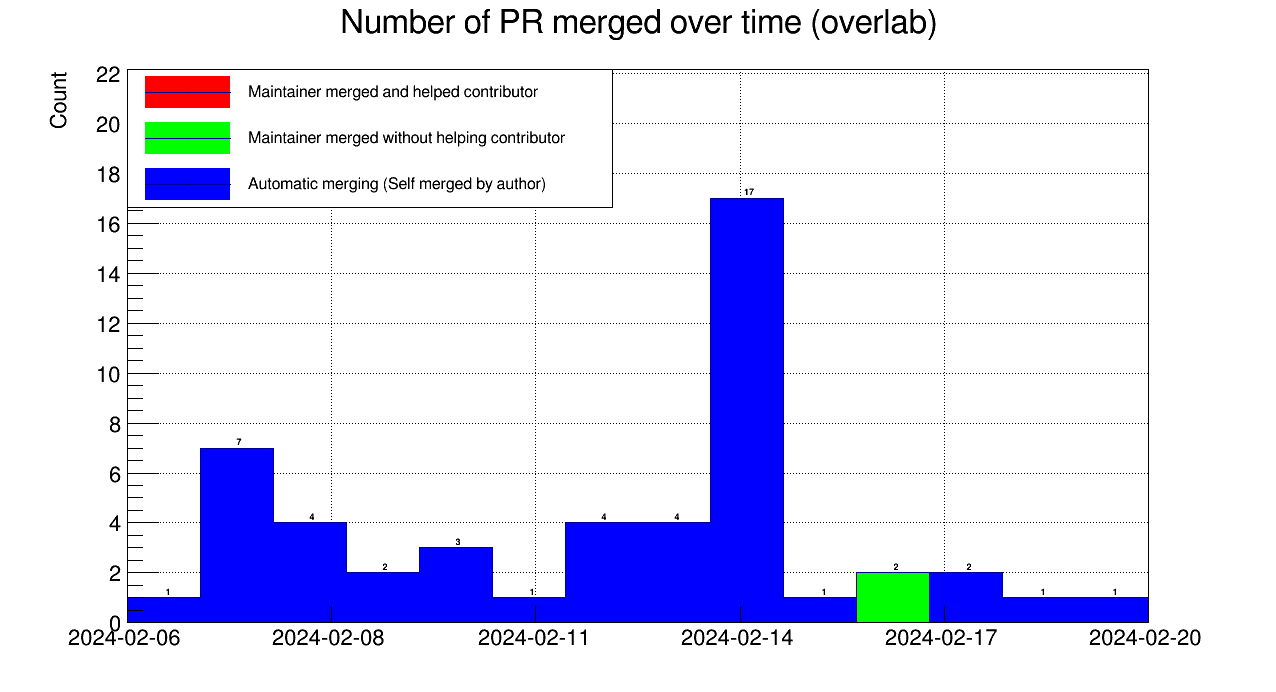 Number of PR merged over time (overlab)
Count
22
20
18
16
14
12
10
8
6
4
2
0
Maintainer merged and helped contributor
Maintainer merged without helping contributor
Automatic merging (Self merged by author)
1 7 4 2 3 1 4 4 17 1 2 2 1 1
2024-02-06 2024-02-08 2024-02-11 2024-02-14 2024-02-17 2024-02-20